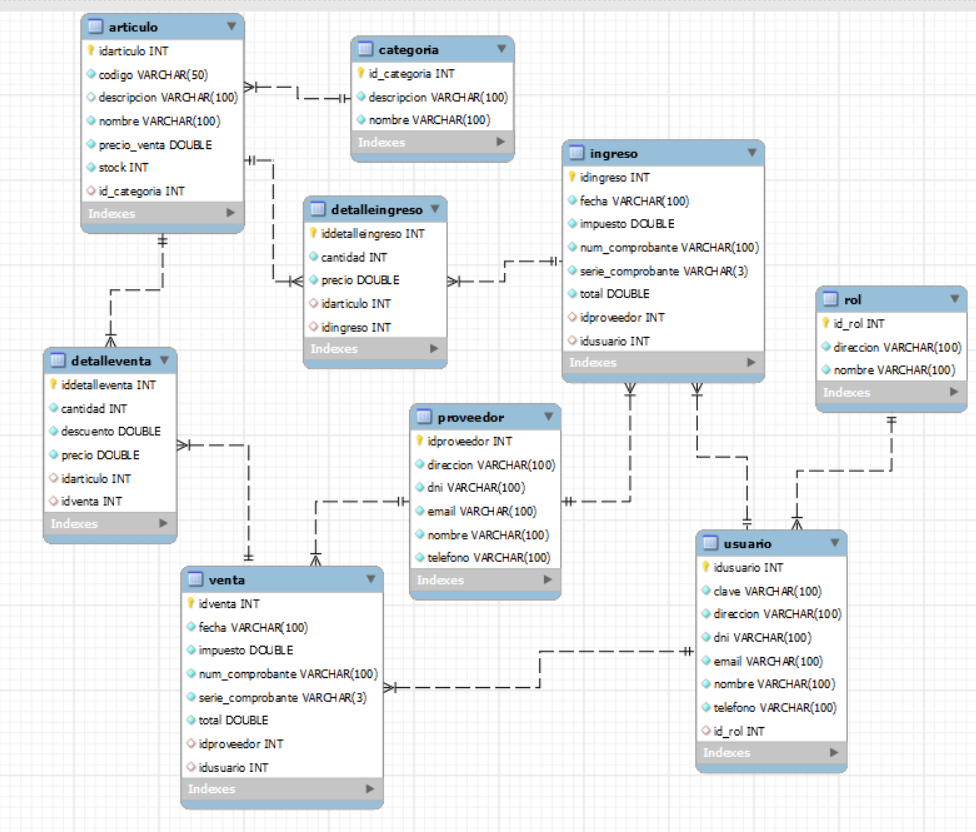 articulo
idarticulo INT
codigo VARCHAR(50)
descripcion VARCHAR(100)
nombre VARCHAR(100)
precio_venta DOUBLE
stock INT
id_categoria INT
Indexes
categoria
id_categoria INT
descripcion VARCHAR(100)
nombre VARCHAR(100)
Indexes
ingreso
idingreso INT
fecha VARCHAR(100)
impuesto DOUBLE
num_comprobante VARCHAR(100)
serie_comprobante VARCHAR(3)
total DOUBLE
idproveedor INT
idusuario INT
Indexes
detalleingreso
iddetalleingreso INT
cantidad INT
precio DOUBLE
idarticulo INT
idingreso INT
Indexes
rol
id_rol INT
direccion VARCHAR(100)
nombre VARCHAR(100)
Indexes
detalleventa
iddetalleventa INT
cantidad INT
descuento DOUBLE
precio DOUBLE
idarticulo INT
idventa INT
Indexes
proveedor
idproveedor INT
direccion VARCHAR(100)
dni VARCHAR(100)
email VARCHAR(100)
nombre VARCHAR(100)
telefono VARCHAR(100)
Indexes
usuario
idusuario INT
clave VARCHAR(100)
direccion VARCHAR(100)
dni VARCHAR(100)
email VARCHAR(100)
nombre VARCHAR(100)
telefono VARCHAR(100)
id_rol INT
Indexes
venta
idventa INT
fecha VARCHAR(100)
impuesto DOUBLE
num_comprobante VARCHAR(100)
serie_comprobante VARCHAR(3)
total DOUBLE
idproveedor INT
idusuario INT
Indexes